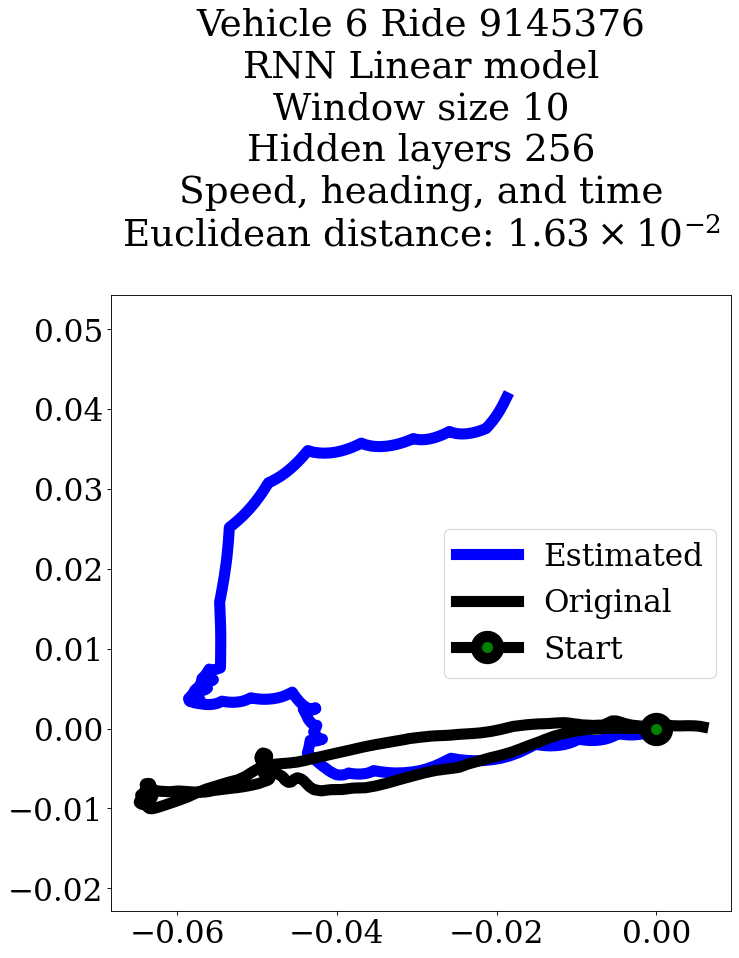 Vehicle 6 Ride 9145376
RNN Linear model
Window size 10
Hidden layers 256
Speed, heading, and time
Euclidean distance: 1.63 × 10⁻²
0.05
0.04
0.03
0.02
0.01
0.00
−0.01
−0.02
Estimated
Original
Start
−0.06 −0.04 −0.02 0.00